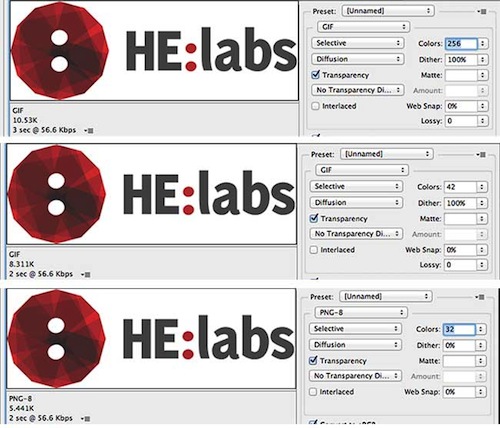 HE:labs
GIF
10.53K
3 sec @ 56.6 Kbps
Preset: [Unnamed]
GIF
Selective Colors: 256
Diffusion Dither: 100%
Transparency Matte:
No Transparency Di... Amount:
Interlaced Web Snap: 0%
Lossy: 0
HE:labs
GIF
8.311K
2 sec @ 56.6 Kbps
Preset: [Unnamed]
GIF
Selective Colors: 42
Diffusion Dither: 100%
Transparency Matte:
No Transparency Di... Amount:
Interlaced Web Snap: 0%
Lossy: 0
HE:labs
PNG-8
5.441K
2 sec @ 56.6 Kbps
Preset: [Unnamed]
PNG-8
Selective Colors: 32
Diffusion Dither: 0%
Transparency Matte:
No Transparency Di... Amount:
Interlaced Web Snap: 0%